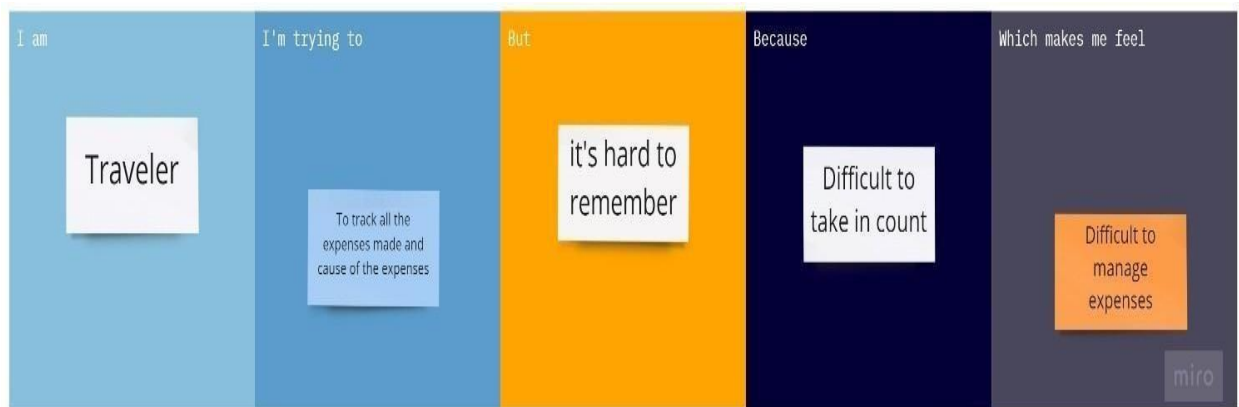 I am
Traveler
I'm trying to
To track all the
expenses made and
cause of the expenses
But
it's hard to
remember
Because
Difficult to
take in count
Which makes me feel
Difficult to
manage
expenses
miro